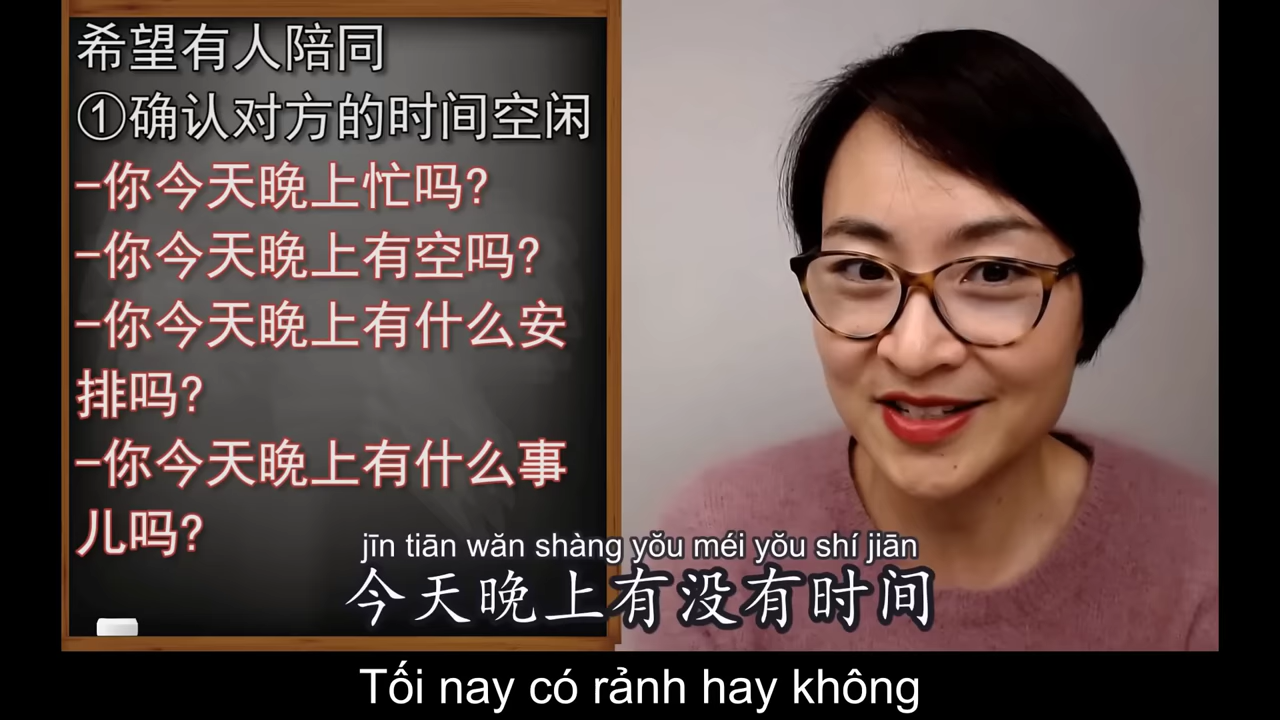 希望有人陪同
①确认对方的时间空闲
-你今天晚上忙吗?
-你今天晚上有空吗?
-你今天晚上有什么安
排吗?
-你今天晚上有什么事
儿吗?
jīn tiān wǎn shàng yǒu méi yǒu shí jiān
今天晚上有没有时间
Tối nay có rảnh hay không